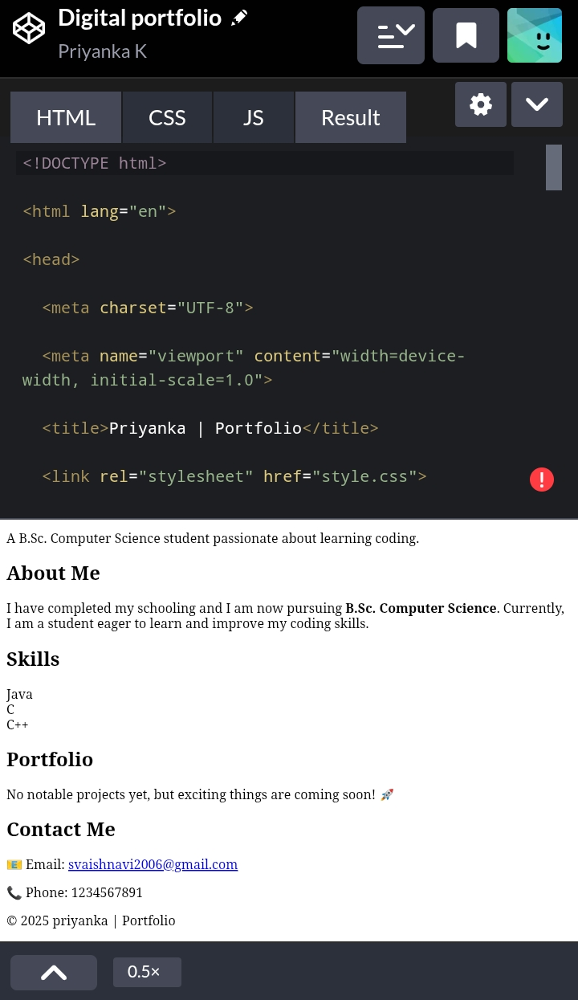 Digital portfolio
Priyanka K
HTML CSS JS Result
<!DOCTYPE html>
<html lang="en">
<head>
<meta charset="UTF-8">
<meta name="viewport" content="width=device-
width, initial-scale=1.0">
<title>Priyanka | Portfolio</title>
<link rel="stylesheet" href="style.css">
A B.Sc. Computer Science student passionate about learning coding.
About Me
I have completed my schooling and I am now pursuing B.Sc. Computer Science. Currently,
I am a student eager to learn and improve my coding skills.
Skills
Java
C
C++
Portfolio
No notable projects yet, but exciting things are coming soon! 🚀
Contact Me
📧 Email: svaishnavi2006@gmail.com
📞 Phone: 1234567891
© 2025 priyanka | Portfolio
0.5×